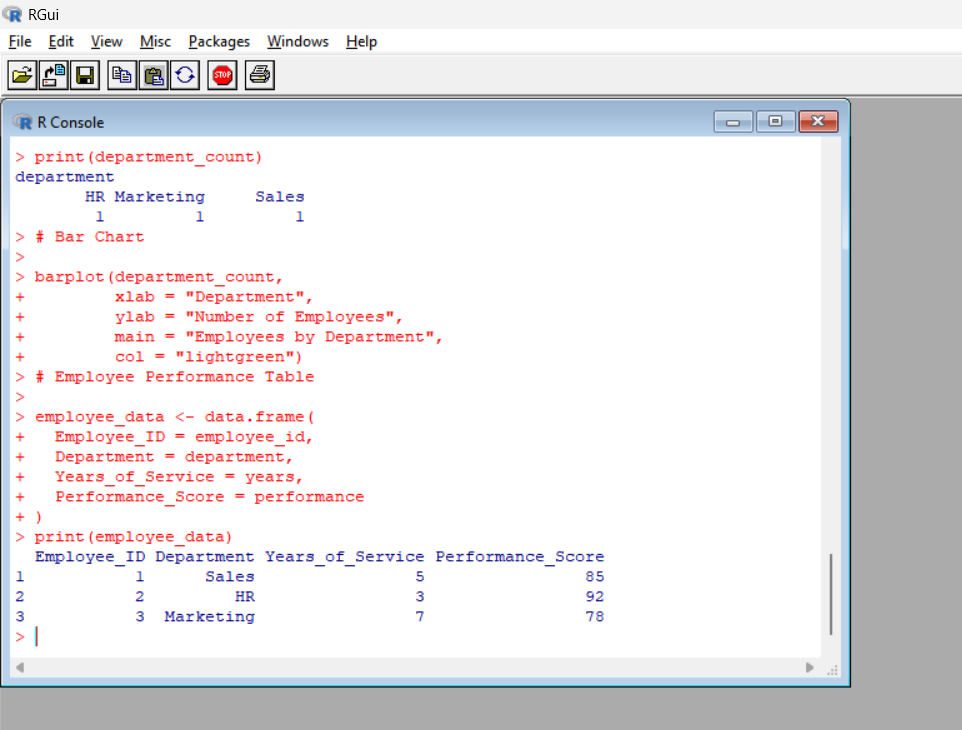 RGui
File Edit View Misc Packages Windows Help
STOP
R Console
> print(department_count)
department
       HR Marketing     Sales
        1         1         1
> # Bar Chart
>
> barplot(department_count,
+         xlab = "Department",
+         ylab = "Number of Employees",
+         main = "Employees by Department",
+         col = "lightgreen")
> # Employee Performance Table
>
> employee_data <- data.frame(
+   Employee_ID = employee_id,
+   Department = department,
+   Years_of_Service = years,
+   Performance_Score = performance
+ )
> print(employee_data)
  Employee_ID Department Years_of_Service Performance_Score
1           1      Sales                5                85
2           2         HR                3                92
3           3  Marketing                7                78
>